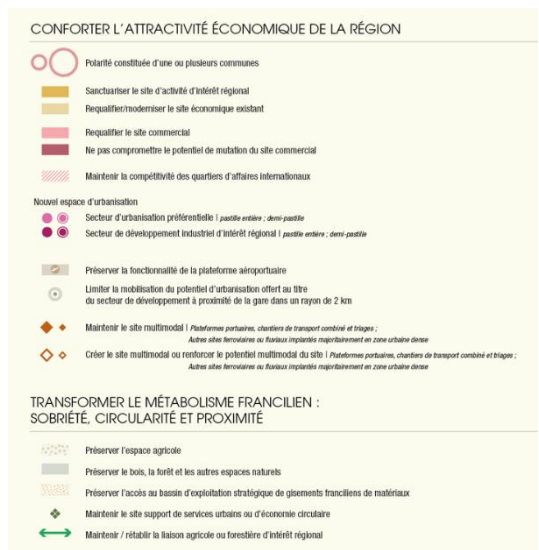 CONFORTER L'ATTRACTIVITÉ ÉCONOMIQUE DE LA RÉGION
Polarité constituée d'une ou plusieurs communes
Sanctuariser le site d'activité d'intérêt régional
Requalifier/moderniser le site économique existant
Requalifier le site commercial
Ne pas compromettre le potentiel de mutation du site commercial
Maintenir la compétitivité des quartiers d'affaires internationaux
Nouvel espace d'urbanisation
Secteur d'urbanisation préférentielle | pastille entière ; demi-pastille
Secteur de développement industriel d'intérêt régional | pastille entière ; demi-pastille
Préserver la fonctionnalité de la plateforme aéroportuaire
Limiter la mobilisation du potentiel d'urbanisation offert au titre
du secteur de développement à proximité de la gare dans un rayon de 2 km
Maintenir le site multimodal | Plateformes portuaires, chantiers de transport combiné et triages ;
Autres sites ferroviaires ou fluviaux implantés majoritairement en zone urbaine dense
Créer le site multimodal ou renforcer le potentiel multimodal du site | Plateformes portuaires, chantiers de transport combiné et triages ;
Autres sites ferroviaires ou fluviaux implantés majoritairement en zone urbaine dense
TRANSFORMER LE MÉTABOLISME FRANCILIEN :
SOBRIÉTÉ, CIRCULARITÉ ET PROXIMITÉ
Préserver l'espace agricole
Préserver le bois, la forêt et les autres espaces naturels
Préserver l'accès au bassin d'exploitation stratégique de gisements franciliens de matériaux
Maintenir le site support de services urbains ou d'économie circulaire
Maintenir / rétablir la liaison agricole ou forestière d'intérêt régional